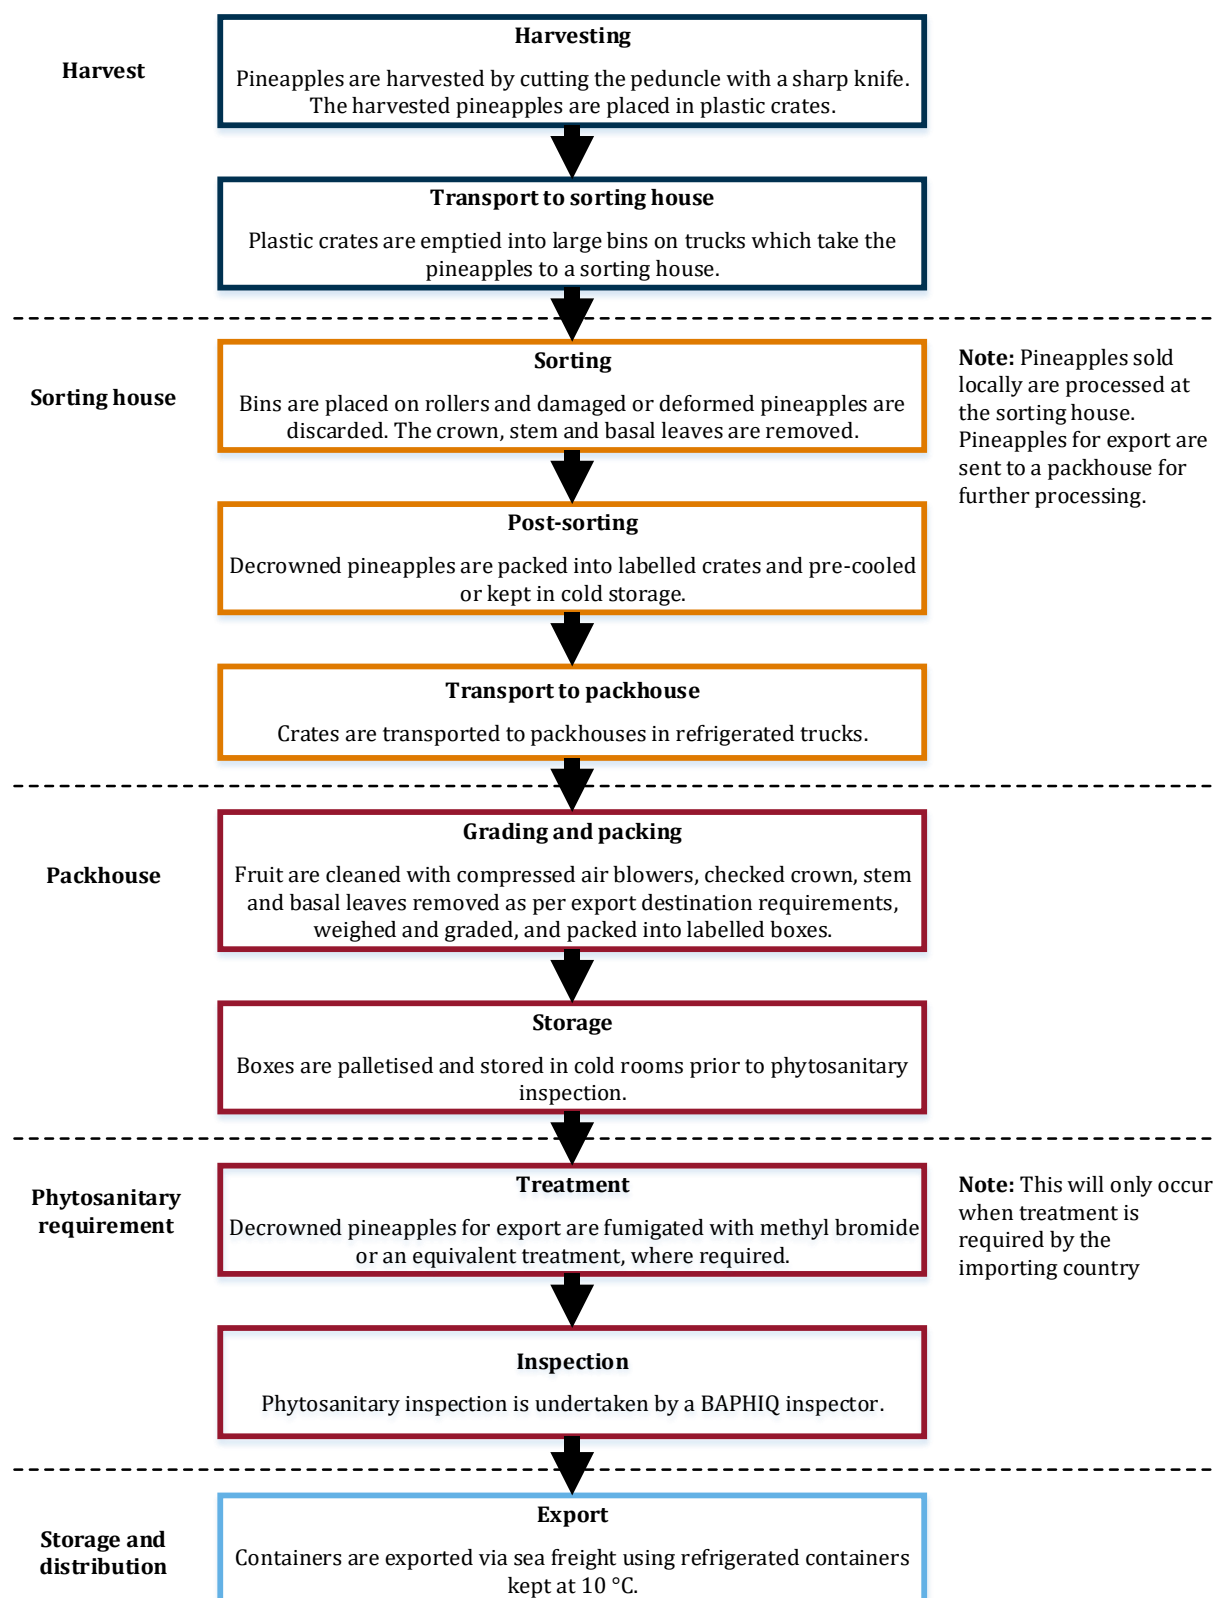 Harvest
Harvesting
Pineapples are harvested by cutting the peduncle with a sharp knife.
The harvested pineapples are placed in plastic crates.
Transport to sorting house
Plastic crates are emptied into large bins on trucks which take the
pineapples to a sorting house.
Sorting house
Sorting
Bins are placed on rollers and damaged or deformed pineapples are
discarded. The crown, stem and basal leaves are removed.
Note: Pineapples sold
locally are processed at
the sorting house.
Pineapples for export are
sent to a packhouse for
further processing.
Post-sorting
Decrowned pineapples are packed into labelled crates and pre-cooled
or kept in cold storage.
Transport to packhouse
Crates are transported to packhouses in refrigerated trucks.
Packhouse
Grading and packing
Fruit are cleaned with compressed air blowers, checked crown, stem
and basal leaves removed as per export destination requirements,
weighed and graded, and packed into labelled boxes.
Storage
Boxes are palletised and stored in cold rooms prior to phytosanitary
inspection.
Phytosanitary
requirement
Treatment
Decrowned pineapples for export are fumigated with methyl bromide
or an equivalent treatment, where required.
Note: This will only occur
when treatment is
required by the
importing country
Inspection
Phytosanitary inspection is undertaken by a BAPHIQ inspector.
Storage and
distribution
Export
Containers are exported via sea freight using refrigerated containers
kept at 10 °C.